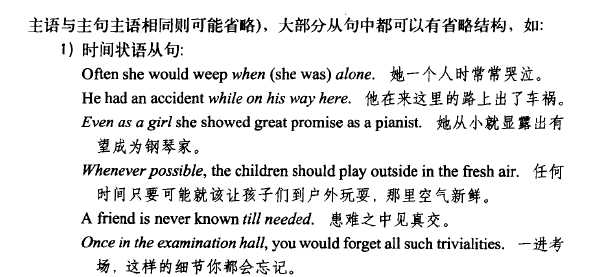 主语与主句主语相同则可能省略），大部分从句中都可以有省略结构，如：
1) 时间状语从句：
Often she would weep when (she was) alone. 她一个人时常常哭泣。
He had an accident while on his way here. 他在来这里的路上出了车祸。
Even as a girl she showed great promise as a pianist. 她从小就显露出有
望成为钢琴家。
Whenever possible, the children should play outside in the fresh air. 任何
时间只要可能就该让孩子们到户外玩耍，那里空气新鲜。
A friend is never known till needed. 患难之中见真交。
Once in the examination hall, you would forget all such trivialities. 一进考
场，这样的细节你都会忘记。